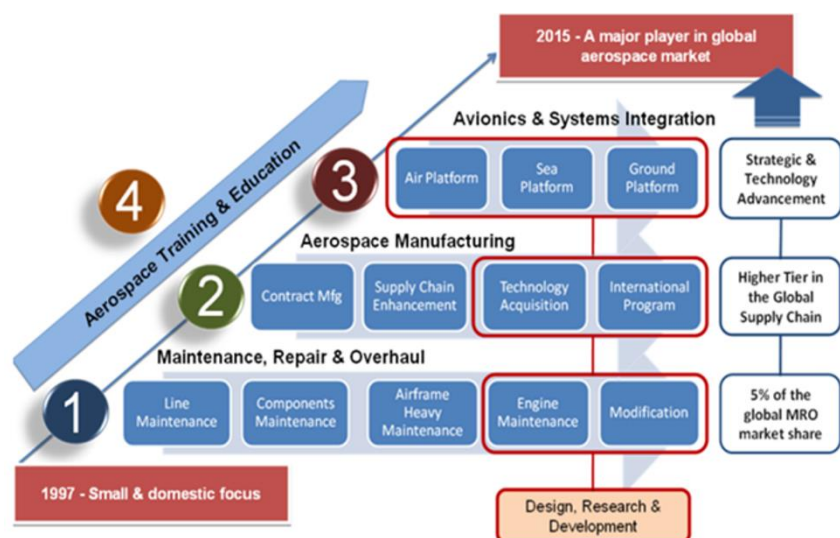 2015 - A major player in global
aerospace market
Avionics & Systems Integration
3
Air Platform
Sea
Platform
Ground
Platform
Strategic &
Technology
Advancement
4
Aerospace Training & Education
Aerospace Manufacturing
2
Contract Mfg
Supply Chain
Enhancement
Technology
Acquisition
International
Program
Higher Tier in
the Global
Supply Chain
Maintenance, Repair & Overhaul
1
Line
Maintenance
Components
Maintenance
Airframe
Heavy
Maintenance
Engine
Maintenance
Modification
5% of the
global MRO
market share
1997 - Small & domestic focus
Design, Research &
Development